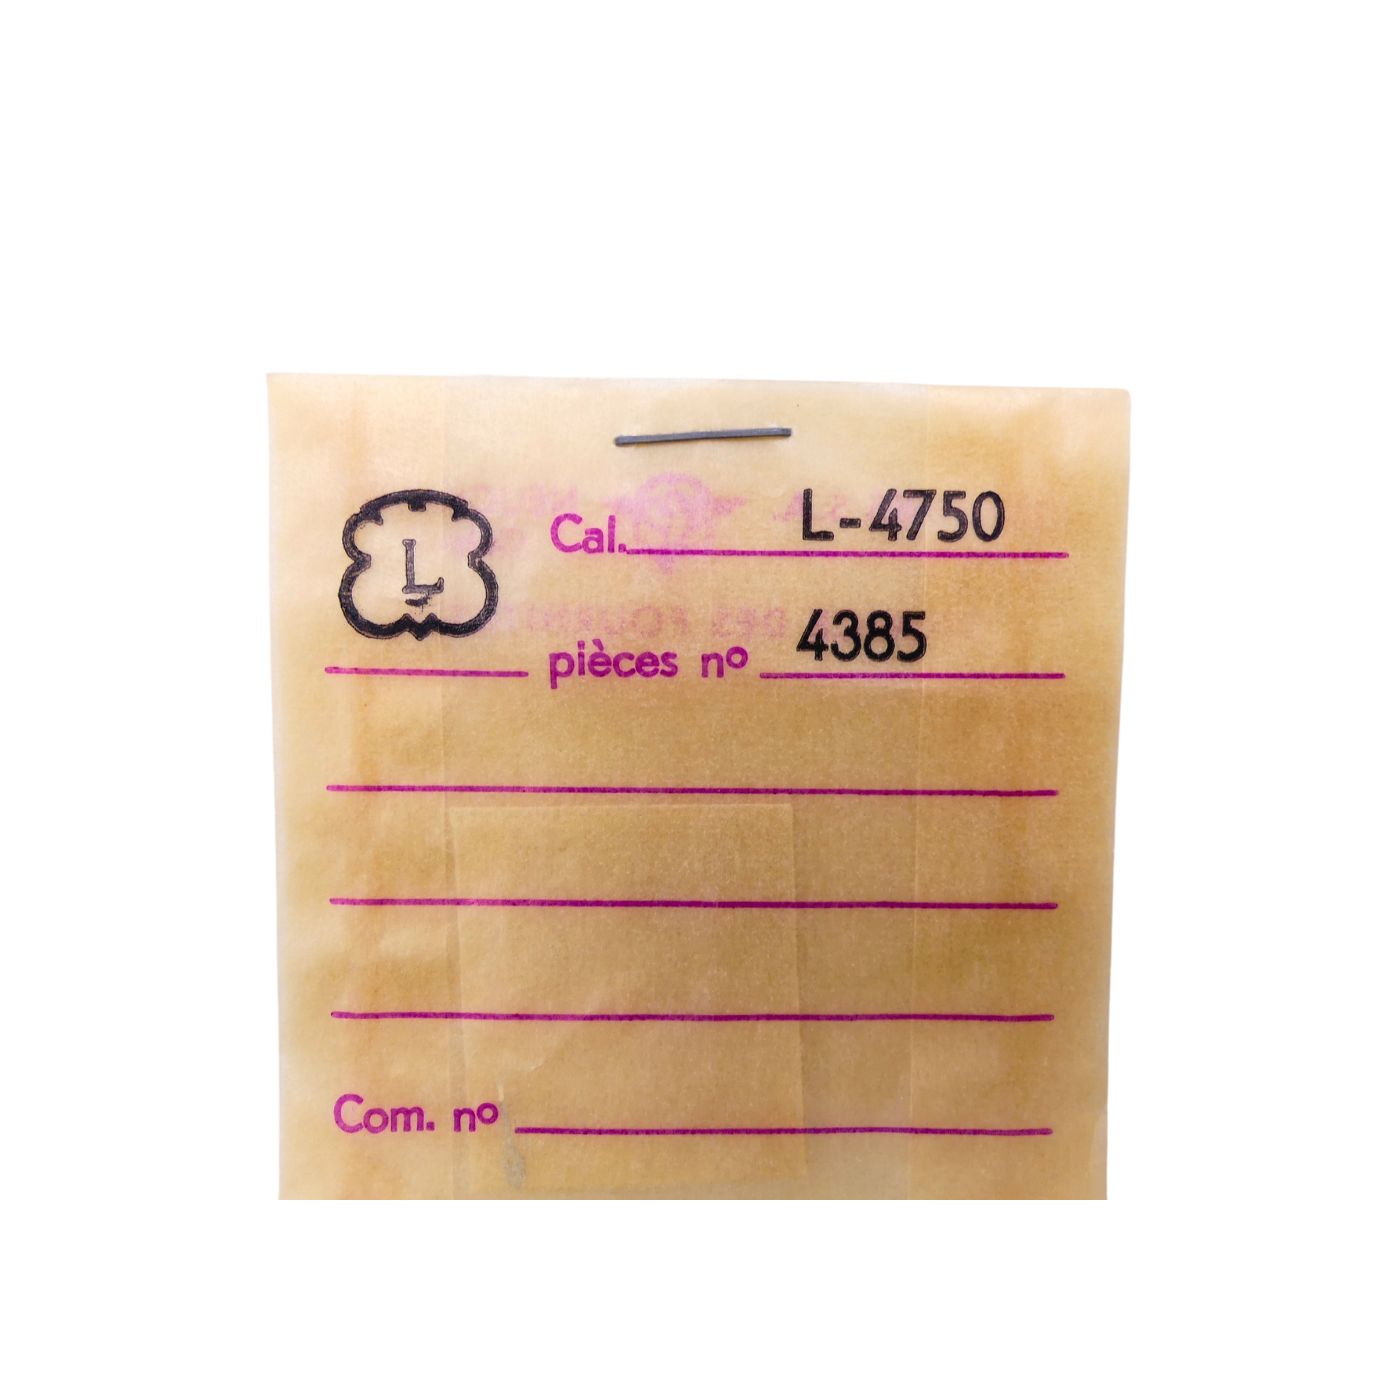 L
Cal. L-4750
pièces nº 4385
Com. nº